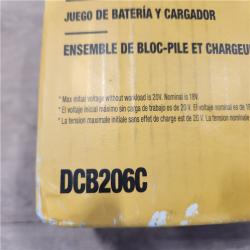 JUEGO DE BATERÍA Y CARGADOR
ENSEMBLE DE BLOC-PILE ET CHARGEU
* Max initial voltage without workload is 20V. Nominal is 18V.
* El voltaje inicial máximo sin carga de trabajo es de 20 V. El voltaje nominal es
* La tension maximale initiale sans effet de charge est de 20 V. La tension nomin
DCB206C